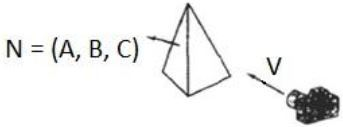 N = (A, B, C)
V